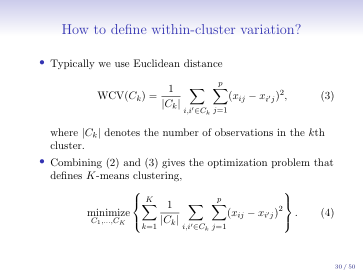 How to define within-cluster variation?
• Typically we use Euclidean distance
WCV(C_k) = \frac{1}{|C_k|} \sum_{i,i'∈C_k} \sum_{j=1}^{p} (x_{ij} − x_{i'j})^2, (3)
where |C_k| denotes the number of observations in the kth
cluster.
• Combining (2) and (3) gives the optimization problem that
defines K-means clustering,
\underset{C_1,...,C_K}{minimize} \left\{ \sum_{k=1}^{K} \frac{1}{|C_k|} \sum_{i,i'∈C_k} \sum_{j=1}^{p} (x_{ij} − x_{i'j})^2 \right\}. (4)
30 / 50